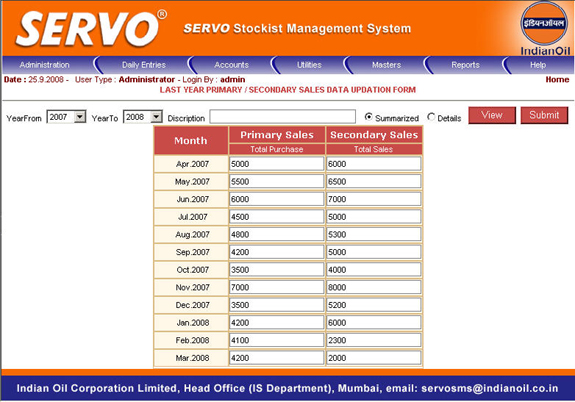 SERVO® SERVO Stockist Management System
इंडियनऑयल
IndianOil
Administration Daily Entries Accounts Utilities Masters Reports Help
Date : 25.9.2008 - User Type : Administrator - Login By : admin Home
LAST YEAR PRIMARY / SECONDARY SALES DATA UPDATION FORM
YearFrom 2007 YearTo 2008 Discription Summarized Details View Submit
Month Primary Sales Secondary Sales
Total Purchase Total Sales
Apr.2007 5000 6000
May.2007 5500 6500
Jun.2007 6000 7000
Jul.2007 4500 5000
Aug.2007 4800 5300
Sep.2007 4200 5000
Oct.2007 3500 4000
Nov.2007 7000 8000
Dec.2007 3500 5200
Jan.2008 4200 6000
Feb.2008 4100 2300
Mar.2008 4200 2000
Indian Oil Corporation Limited, Head Office (IS Department), Mumbai, email: servosms@indianoil.co.in